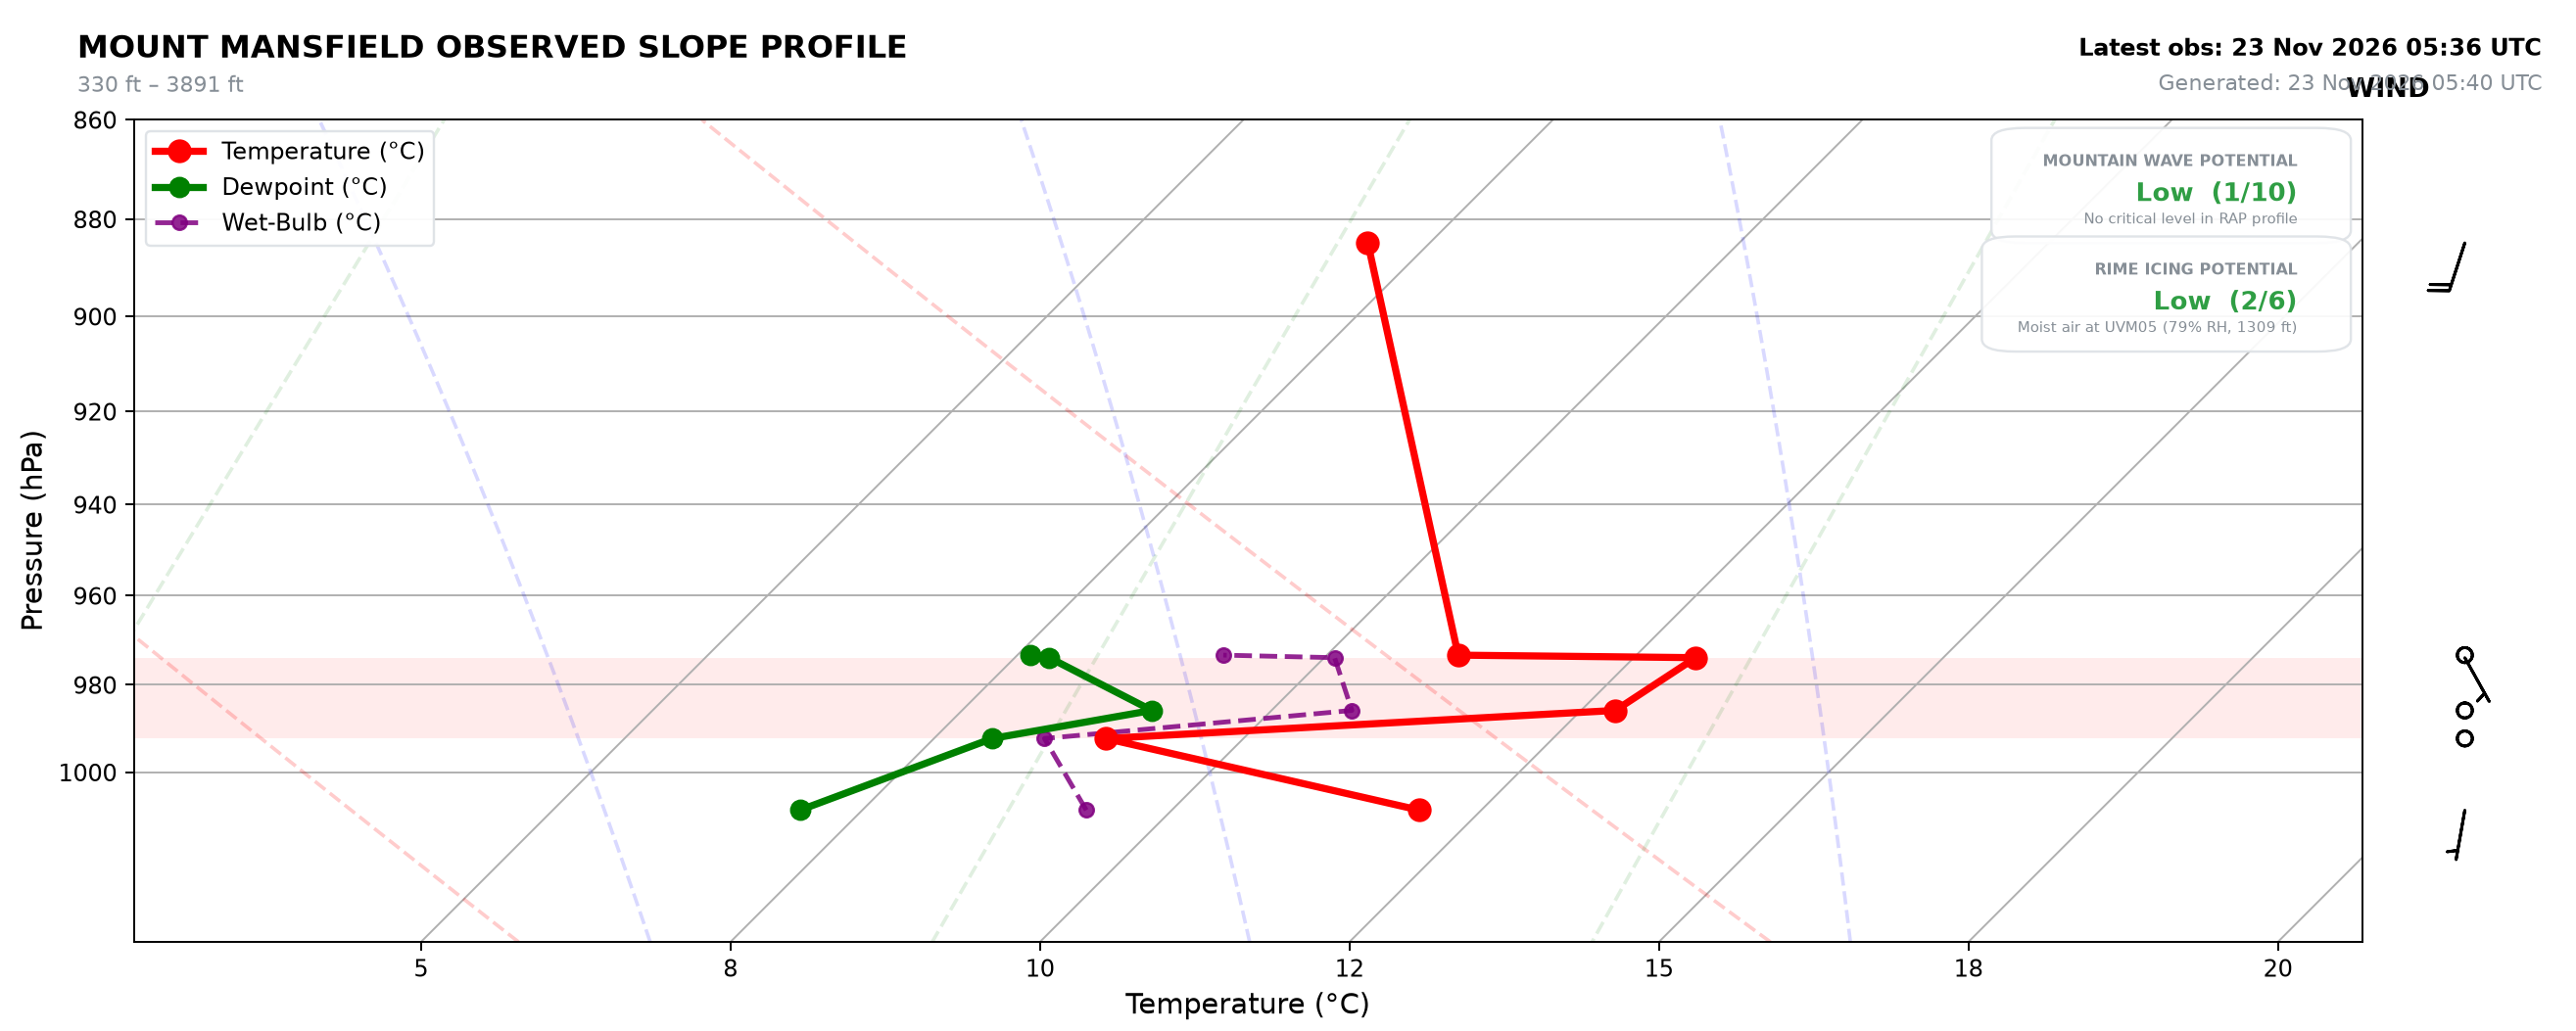 MOUNT MANSFIELD OBSERVED SLOPE PROFILE
330 ft – 3891 ft
Latest obs: 23 Nov 2026 05:36 UTC
Generated: 23 Nov 2026 05:40 UTC
WIND
Temperature (°C)
Dewpoint (°C)
Wet-Bulb (°C)
MOUNTAIN WAVE POTENTIAL
Low (1/10)
No critical level in RAP profile
RIME ICING POTENTIAL
Low (2/6)
Moist air at UVM05 (79% RH, 1309 ft)
Pressure (hPa)
860
880
900
920
940
960
980
1000
5 8 10 12 15 18 20
Temperature (°C)